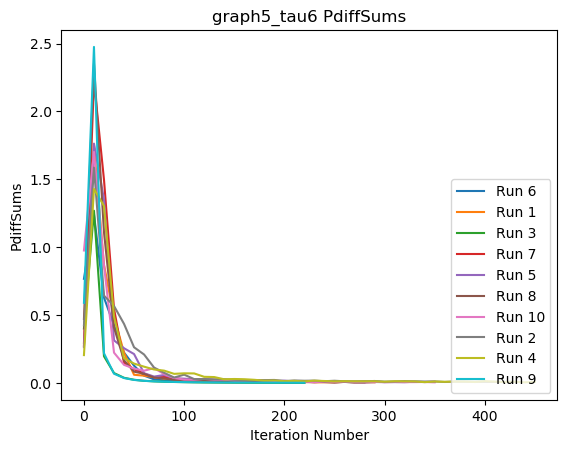 graph5_tau6 PdiffSums
2.5
2.0
1.5
1.0
0.5
0.0
PdiffSums
0
100
200
300
400
Iteration Number
Run 6
Run 1
Run 3
Run 7
Run 5
Run 8
Run 10
Run 2
Run 4
Run 9